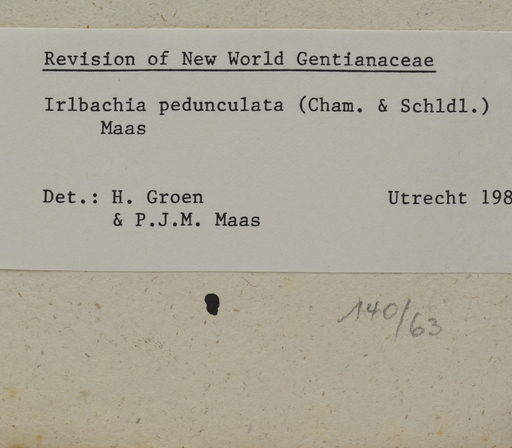 Revision of New World Gentianaceae
Irlbachia pedunculata (Cham. & Schldl.)
Maas
Det.: H. Groen Utrecht 198
& P.J.M. Maas
140/63